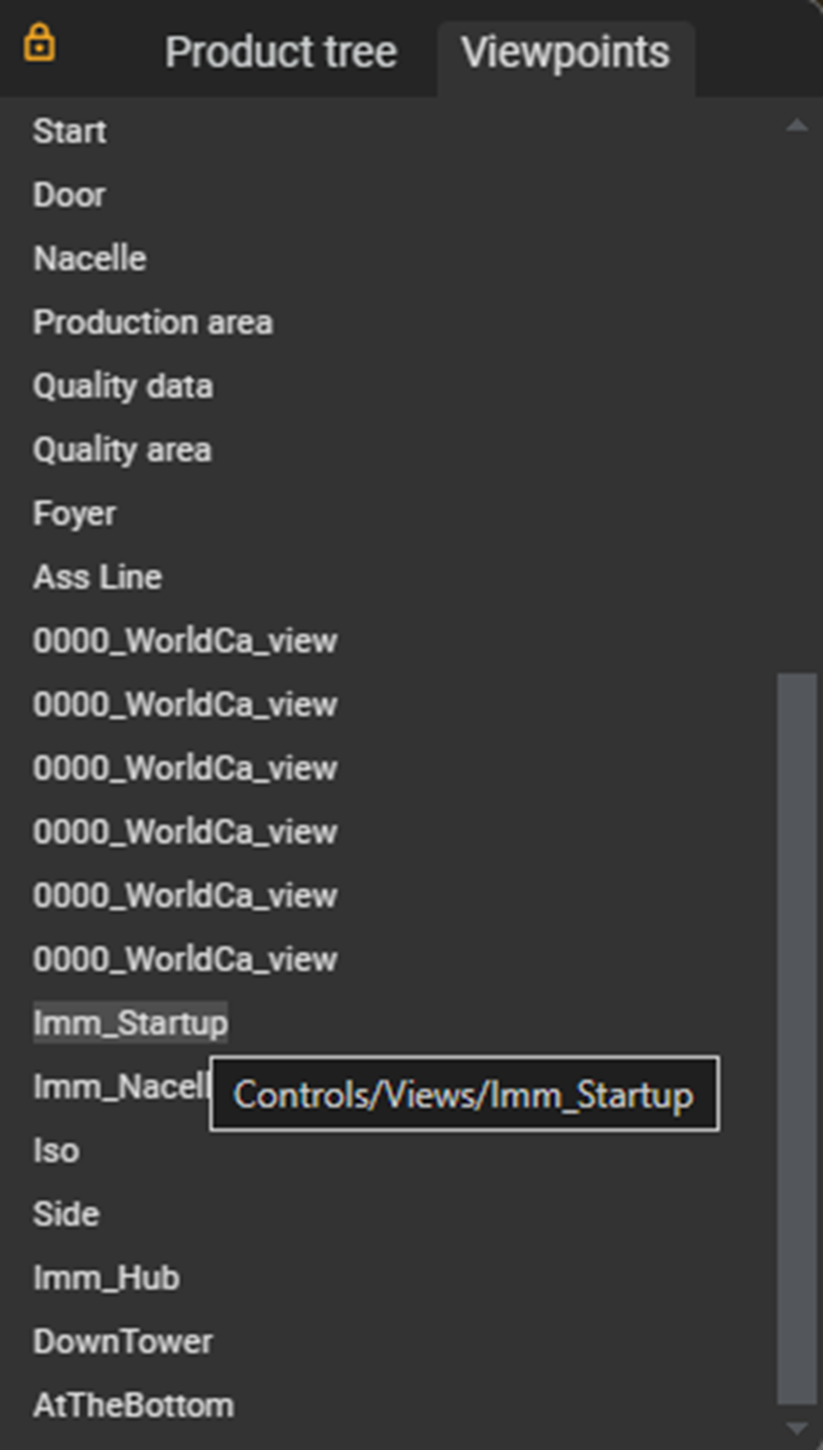 Product tree Viewpoints
Start
Door
Nacelle
Production area
Quality data
Quality area
Foyer
Ass Line
0000_WorldCa_view
0000_WorldCa_view
0000_WorldCa_view
0000_WorldCa_view
0000_WorldCa_view
0000_WorldCa_view
Imm_Startup
Imm_Nacell
Controls/Views/Imm_Startup
Iso
Side
Imm_Hub
DownTower
AtTheBottom